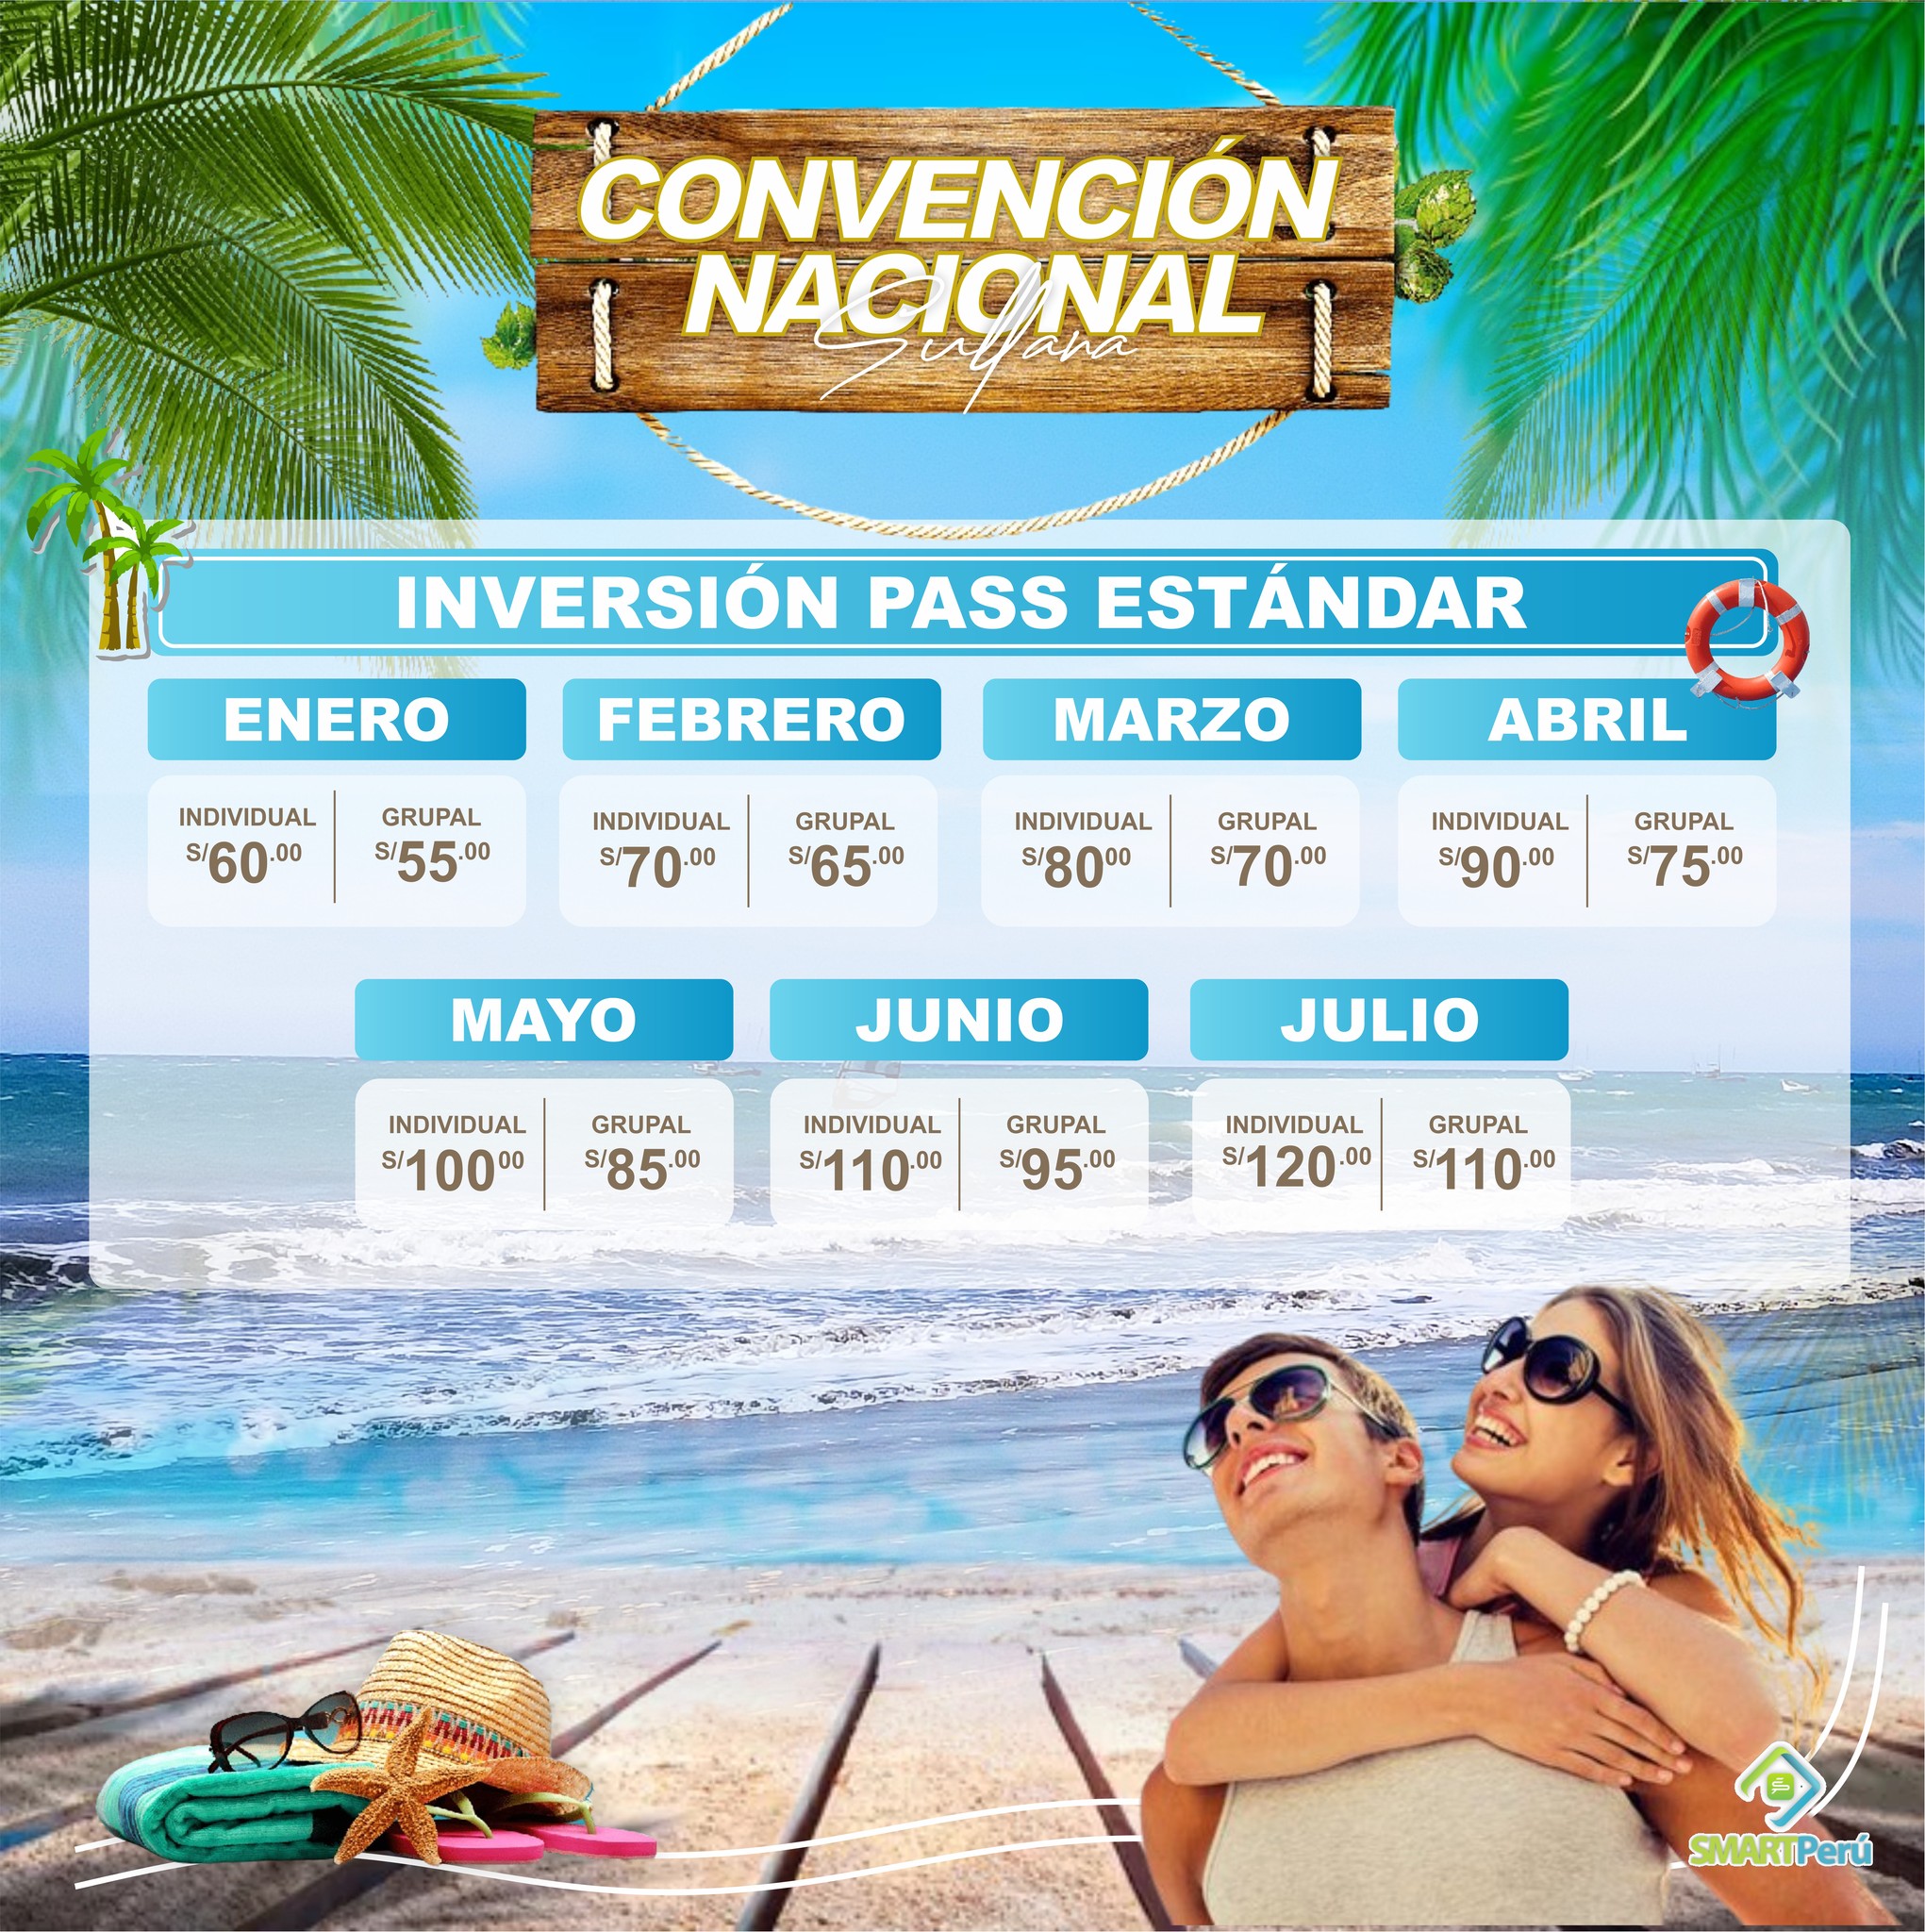 CONVENCIÓN
NACIONAL
Sullana
INVERSIÓN PASS ESTÁNDAR
ENERO
INDIVIDUAL
S/60.00
GRUPAL
S/55.00
FEBRERO
INDIVIDUAL
S/70.00
GRUPAL
S/65.00
MARZO
INDIVIDUAL
S/8000
GRUPAL
S/70.00
ABRIL
INDIVIDUAL
S/90.00
GRUPAL
S/75.00
MAYO
INDIVIDUAL
S/10000
GRUPAL
S/85.00
JUNIO
INDIVIDUAL
S/110.00
GRUPAL
S/95.00
JULIO
INDIVIDUAL
S/120.00
GRUPAL
S/110.00
SMARTPerú